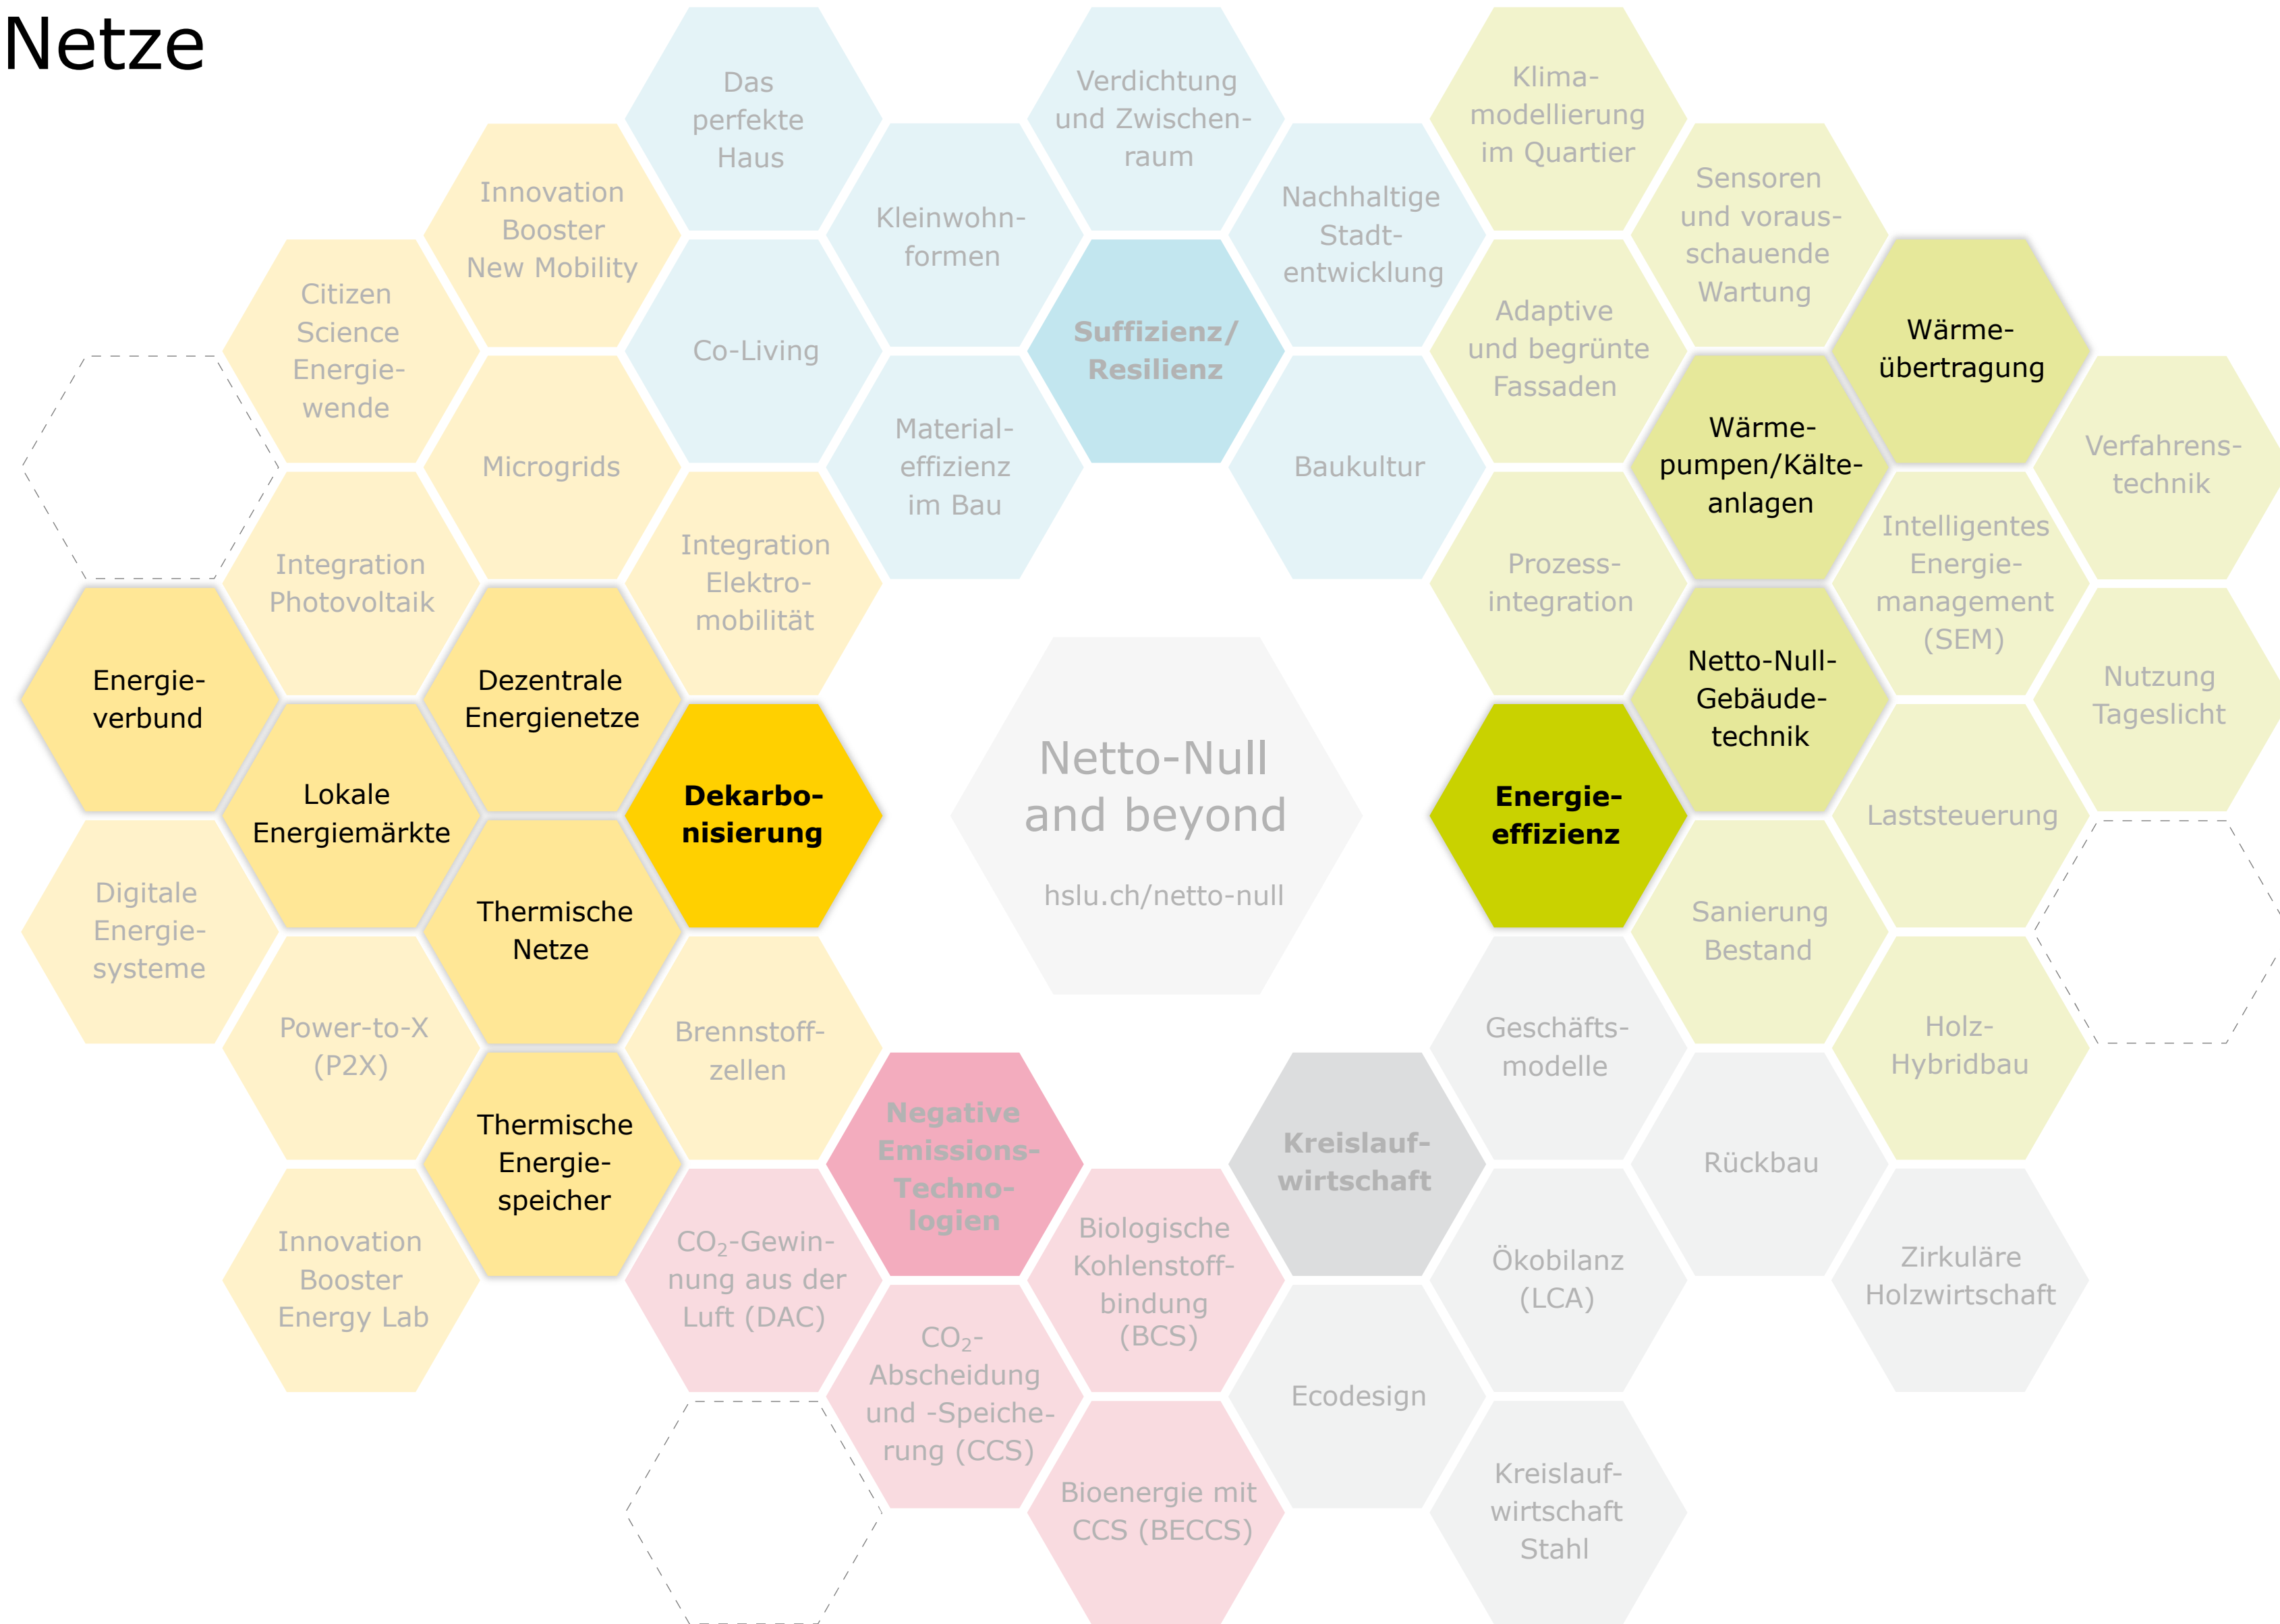 Netze
Das
perfekte
Haus
Verdichtung
und Zwischen-
raum
Klima-
modellierung
im Quartier
Innovation
Booster
New Mobility
Kleinwohn-
formen
Nachhaltige
Stadt-
entwicklung
Sensoren
und voraus-
schauende
Wartung
Citizen
Science
Energie-
wende
Co-Living
Suffizienz/
Resilienz
Adaptive
und begrünte
Fassaden
Wärme-
übertragung
Microgrids
Material-
effizienz
im Bau
Baukultur
Wärme-
pumpen/Kälte-
anlagen
Verfahrens-
technik
Integration
Photovoltaik
Integration
Elektro-
mobilität
Prozess-
integration
Intelligentes
Energie-
management
(SEM)
Energie-
verbund
Dezentrale
Energienetze
Netto-Null-
Gebäude-
technik
Nutzung
Tageslicht
Lokale
Energiemärkte
Dekarbo-
nisierung
Netto-Null
and beyond
hslu.ch/netto-null
Energie-
effizienz
Laststeuerung
Digitale
Energie-
systeme
Thermische
Netze
Sanierung
Bestand
Power-to-X
(P2X)
Brennstoff-
zellen
Geschäfts-
modelle
Holz-
Hybridbau
Thermische
Energie-
speicher
Negative
Emissions-
Techno-
logien
Kreislauf-
wirtschaft
Rückbau
Innovation
Booster
Energy Lab
CO₂-Gewin-
nung aus der
Luft (DAC)
Biologische
Kohlenstoff-
bindung
(BCS)
Ökobilanz
(LCA)
Zirkuläre
Holzwirtschaft
CO₂-
Abscheidung
und -Speiche-
rung (CCS)
Ecodesign
Bioenergie mit
CCS (BECCS)
Kreislauf-
wirtschaft
Stahl